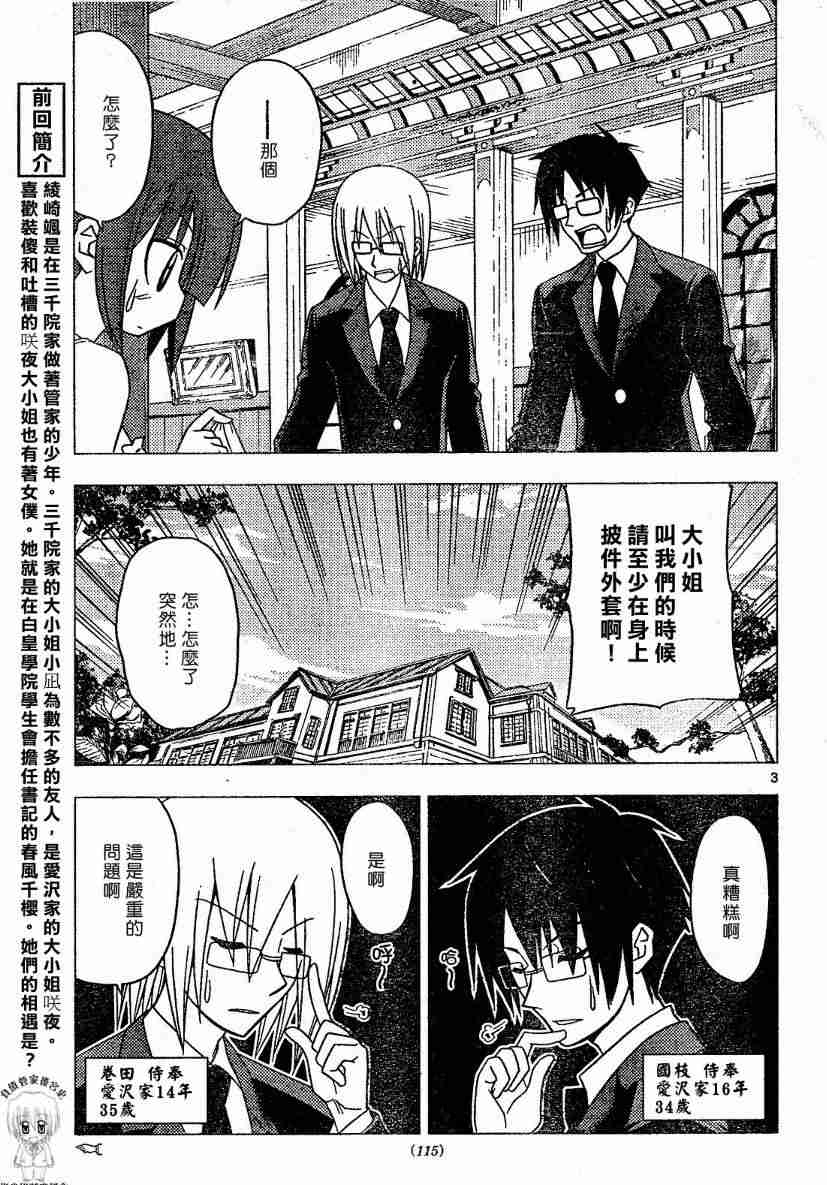 前回簡介
綾崎颯是在三千院家做著管家的少年。三千院家的大小姐小凪為數不多的友人，是愛沢家的大小姐咲夜。
喜歡裝傻和吐槽的咲夜大小姐也有著女僕。她就是在白皇學院學生會擔任書記的春風千櫻。她們的相遇是？
——那個
怎麼了？
大小姐
叫我們的時候
請至少在身上
披件外套啊！
怎…怎麼了
突然地…
3
真糟糕啊
哈～
國枝 侍奉
愛沢家16年
34歲
是啊
呼～
這是嚴重的
問題啊
卷田 侍奉
愛沢家14年
35歲
(115)